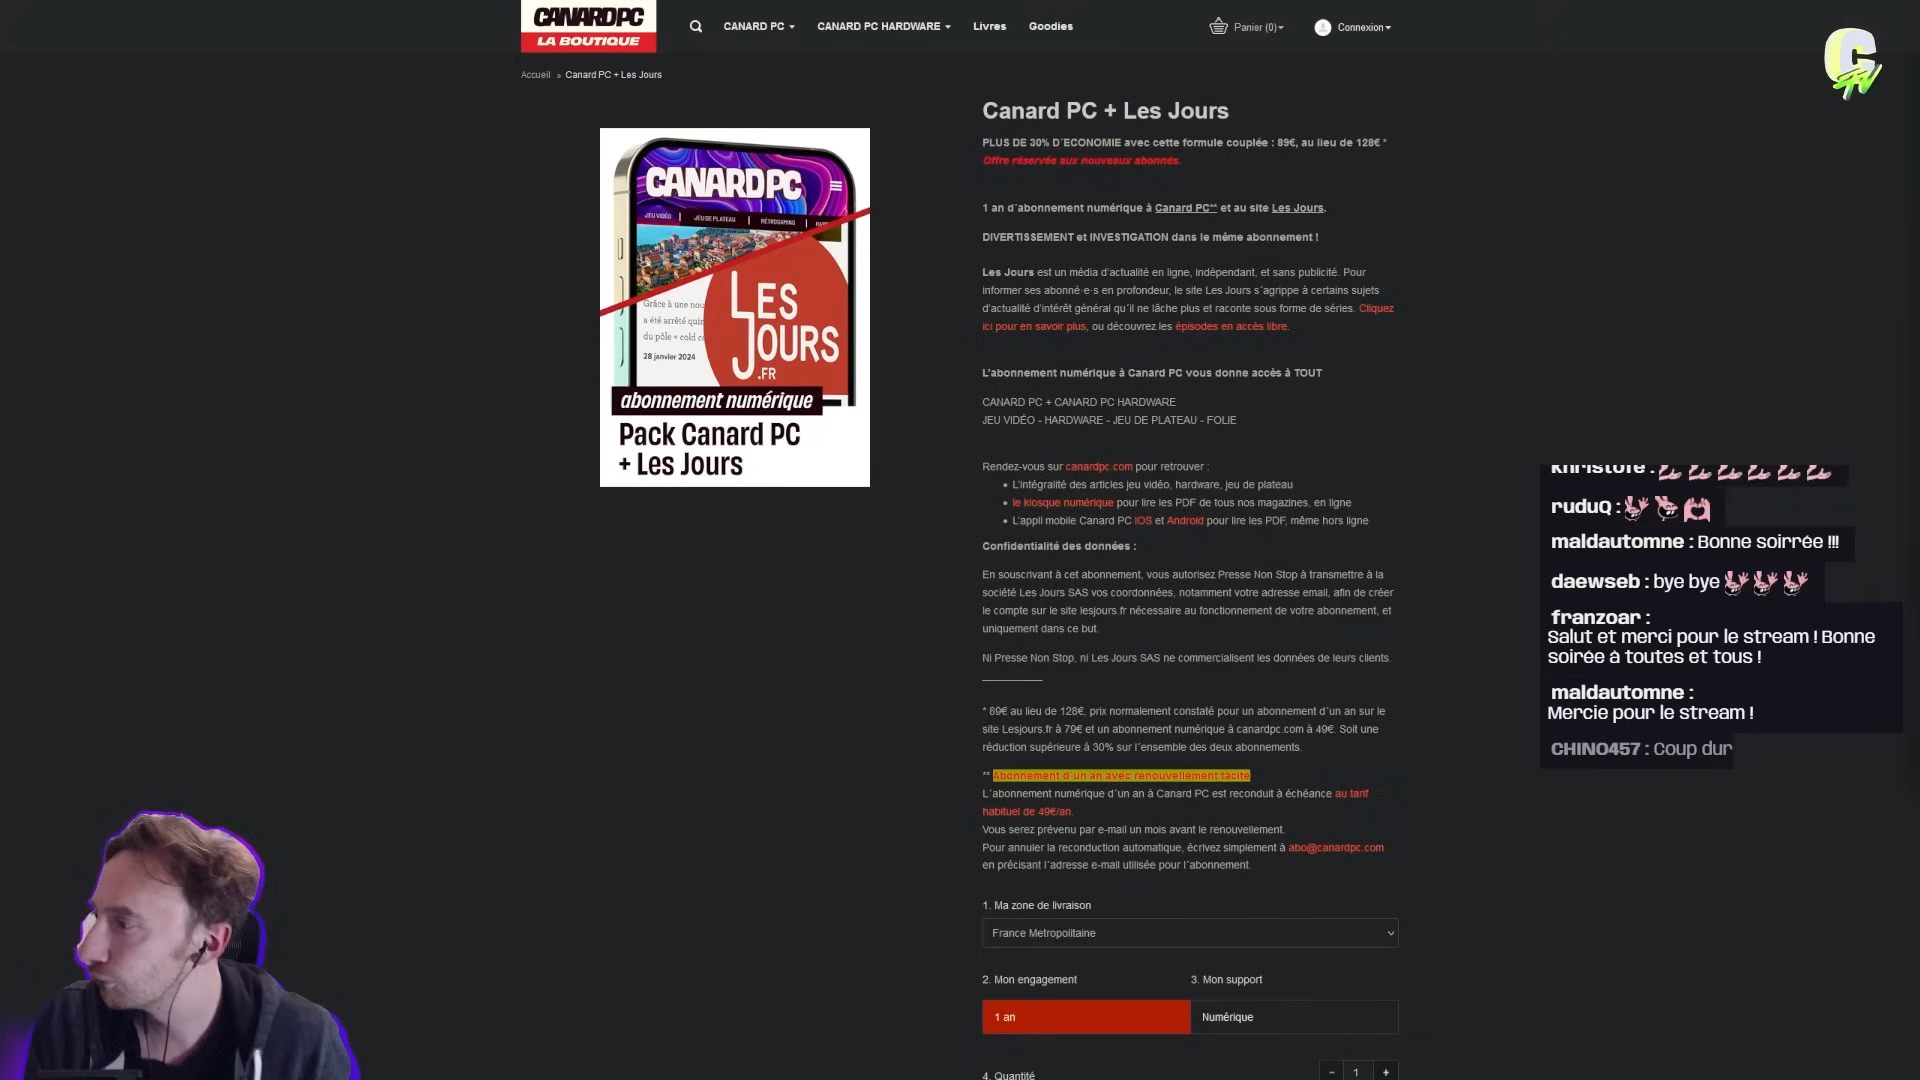 CANARDPC
LA BOUTIQUE
CANARD PC
CANARD PC HARDWARE
Livres
Goodies
Panier (0)
Connexion
Accueil » Canard PC + Les Jours
CANARDPC
JEU VIDÉO | JEU DE PLATEAU | RÉTROGAMING |
Grâce à une
a été arrêté
du pôle « cold
28 janvier 2024
LES JOURS
.FR
abonnement numérique
Pack Canard PC
+ Les Jours
Canard PC + Les Jours
PLUS DE 30% D´ECONOMIE avec cette formule couplée : 89€, au lieu de 128€ *
Offre réservée aux nouveaux abonnés.
1 an d´abonnement numérique à Canard PC** et au site Les Jours.
DIVERTISSEMENT et INVESTIGATION dans le même abonnement !
Les Jours est un média d’actualité en ligne, indépendant, et sans publicité. Pour
informer ses abonné·e·s en profondeur, le site Les Jours s´agrippe à certains sujets
d’actualité d’intérêt général qu´il ne lâche plus et raconte sous forme de séries. Cliquez
ici pour en savoir plus, ou découvrez les épisodes en accès libre.
L’abonnement numérique à Canard PC vous donne accès à TOUT
CANARD PC + CANARD PC HARDWARE
JEU VIDÉO - HARDWARE - JEU DE PLATEAU - FOLIE
Rendez-vous sur canardpc.com pour retrouver :
• L’intégralité des articles jeu vidéo, hardware, jeu de plateau
• le kiosque numérique pour lire les PDF de tous nos magazines, en ligne
• L’appli mobile Canard PC IOS et Android pour lire les PDF, même hors ligne
Confidentialité des données :
En souscrivant à cet abonnement, vous autorisez Presse Non Stop à transmettre à la
société Les Jours SAS vos coordonnées, notamment votre adresse email, afin de créer
le compte sur le site lesjours.fr nécessaire au fonctionnement de votre abonnement, et
uniquement dans ce but.
Ni Presse Non Stop, ni Les Jours SAS ne commercialisent les données de leurs clients.
* 89€ au lieu de 128€, prix normalement constaté pour un abonnement d´un an sur le
site Lesjours.fr à 79€ et un abonnement numérique à canardpc.com à 49€. Soit une
réduction supérieure à 30% sur l´ensemble des deux abonnements.
** Abonnement d´un an avec renouvellement tacite
L´abonnement numérique d´un an à Canard PC est reconduit à échéance au tarif
habituel de 49€/an.
Vous serez prévenu par e-mail un mois avant le renouvellement.
Pour annuler la reconduction automatique, écrivez simplement à abo@canardpc.com
en précisant l´adresse e-mail utilisée pour l´abonnement.
1. Ma zone de livraison
France Metropolitaine
2. Mon engagement
3. Mon support
1 an
Numérique
4. Quantité
- 1 +
khristofe :
ruduQ :
maldautomne : Bonne soirrée !!!
daewseb : bye bye
franzoar :
Salut et merci pour le stream ! Bonne
soirée à toutes et tous !
maldautomne :
Mercie pour le stream !
CHINO457 : Coup dur
C TV